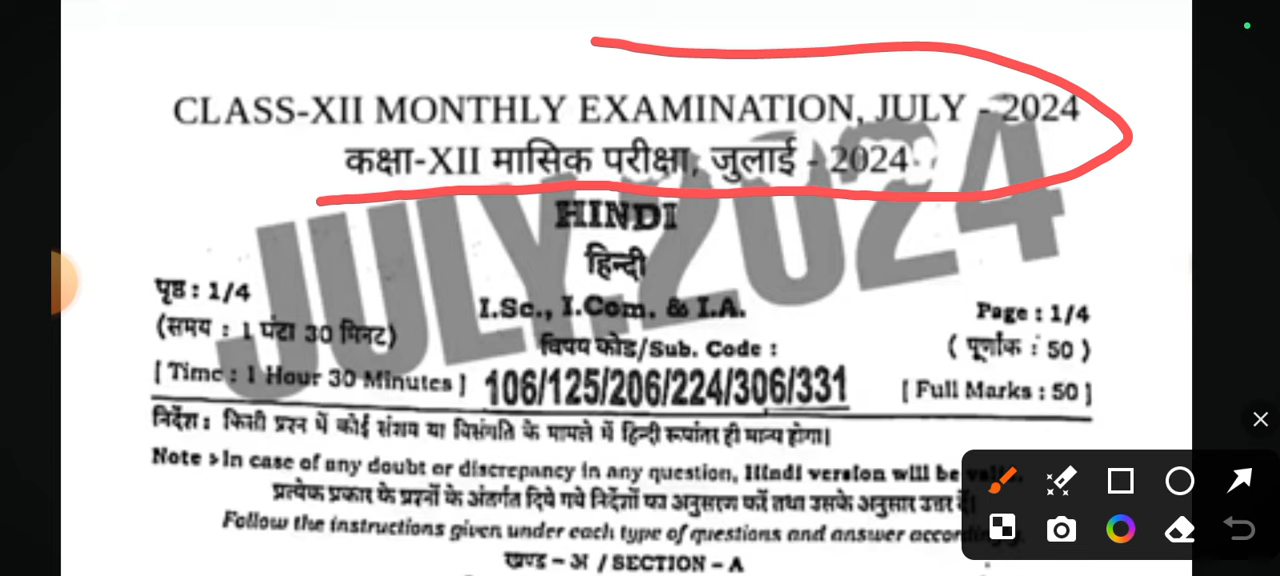 CLASS-XII MONTHLY EXAMINATION, JULY - 2024
कक्षा-XII मासिक परीक्षा, जुलाई - 2024
JULY.2024
HINDI
हिन्दी
पृष्ठ : 1/4
I.Sc., I.Com. & I.A.
Page : 1/4
(समय : 1 घंटा 30 मिनट)
विषय कोड/Sub. Code :
( पूर्णांक : 50 )
[ Time : 1 Hour 30 Minutes ]
106/125/206/224/306/331
[ Full Marks : 50 ]
निर्देश : किसी प्रश्न में कोई संशय या विसंगति के मामले में हिन्दी रूपांतर ही मान्य होगा।
Note > In case of any doubt or discrepancy in any question, Hindi version will be
प्रत्येक प्रकार के प्रश्नों के अंतर्गत दिये गये निर्देशों का अनुसरण करें तथा उसके अनुसार उत्तर दें।
Follow the instructions given under each type of questions and answer
खण्ड – अ / SECTION – A